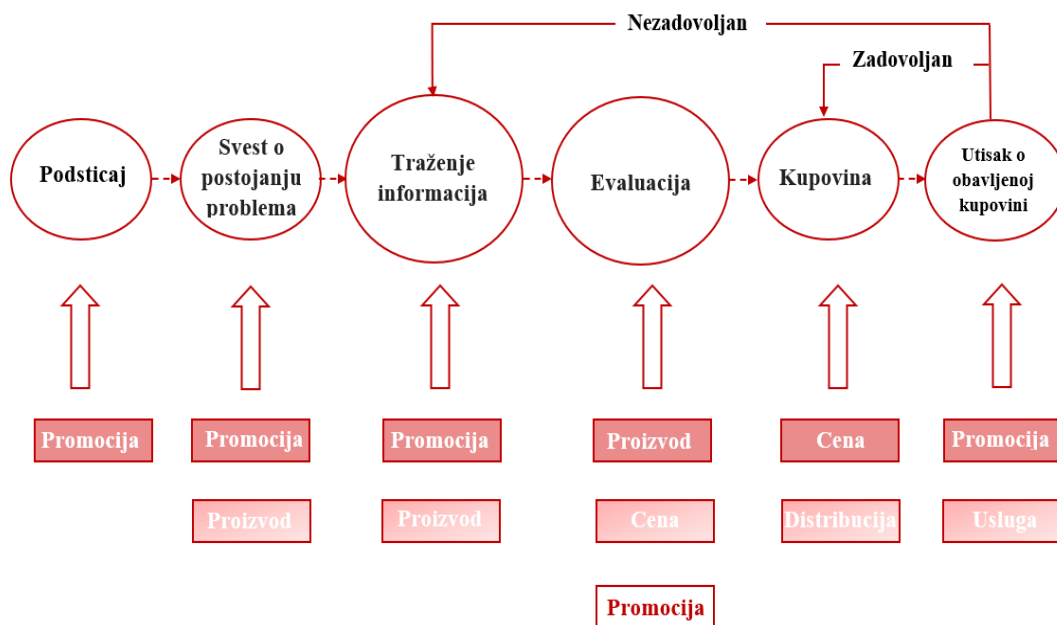 Nezadovoljan
Zadovoljan
Podsticaj
Svest o
postojanju
problema
Traženje
informacija
Evaluacija
Kupovina
Utisak o
obavljenoj
kupovini
Promocija
Promocija
Promocija
Proizvod
Cena
Promocija
Proizvod
Proizvod
Cena
Distribucija
Usluga
Promocija